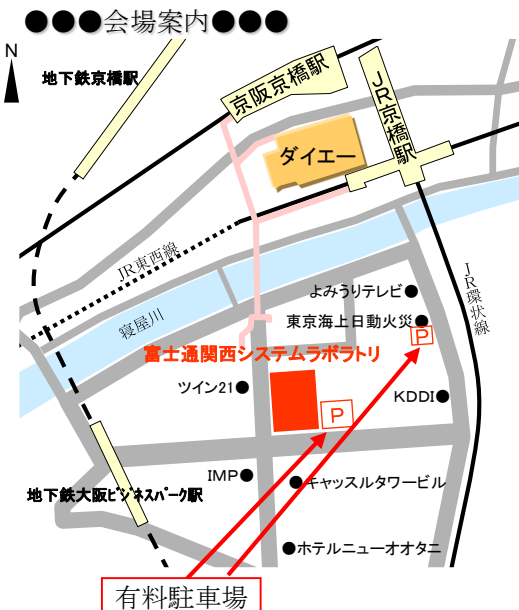 ●●●会場案内●●●
N
地下鉄京橋駅
京阪京橋駅
JR京橋駅
ダイエー
JR東西線
寝屋川
JR環状線
よみうりテレビ●
東京海上日動火災●
P
富士通関西システムラボラトリ
ツイン21●
KDDI●
P
IMP●
●キャッスルタワービル
地下鉄大阪ﾋﾞｼﾞﾈｽパーク駅
●ホテルニューオオタニ
有料駐車場